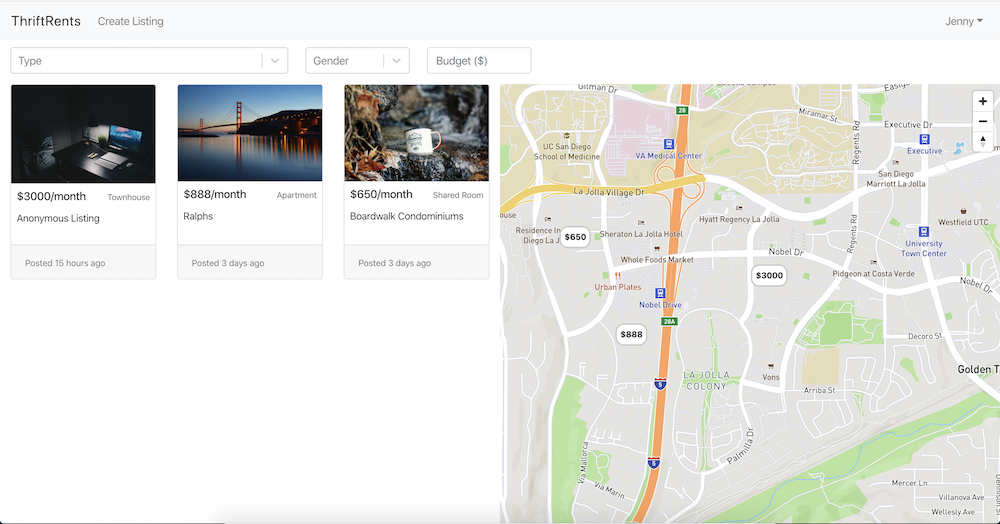 ThriftRents
Create Listing
Jenny
Type
Gender
Budget ($)
$3000/month
Townhouse
Anonymous Listing
Posted 15 hours ago
$888/month
Apartment
Ralphs
Posted 3 days ago
$650/month
Shared Room
Boardwalk Condominiums
Posted 3 days ago
Gilman Dr
28
Miramar St
Regents Rd
Executive Dr
Executive
UC San Diego
School of Medicine
VA Medical Center
San Diego
Marriott La Jolla
La Jolla Village Dr
ouse
Residence In
Diego La J
$650
Sheraton La Jolla Hotel
Hyatt Regency La Jolla
Regents Rd
Westfield UTC
University
Town Center
Whole Foods Market
Nobel Dr
$3000
Pidgeon at Costa Verde
Nobel Dr
Urban Plates
Nobel Drive
28A
$888
Decoro St
LA JOLLA
COLONY
Vons
Golden T
5
Arriba St
Palmilla Dr
Via Mallorca
5
Via Marin
Mercer Ln
Villanova Ave
Wellesly Ave
+
−